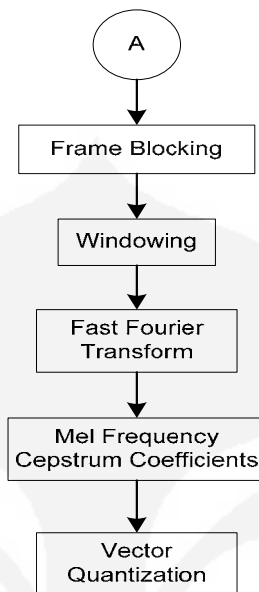 A
Frame Blocking
Windowing
Fast Fourier
Transform
Mel Frequency
Cepstrum Coefficients
Vector
Quantization